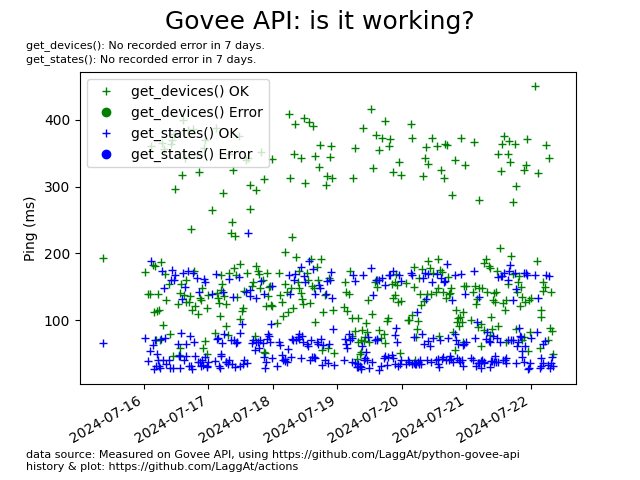 Govee API: is it working?
get_devices(): No recorded error in 7 days.
get_states(): No recorded error in 7 days.
get_devices() OK
get_devices() Error
get_states() OK
get_states() Error
Ping (ms)
400
300
200
100
2024-07-16
2024-07-17
2024-07-18
2024-07-19
2024-07-20
2024-07-21
2024-07-22
data source: Measured on Govee API, using https://github.com/LaggAt/python-govee-api
history & plot: https://github.com/LaggAt/actions